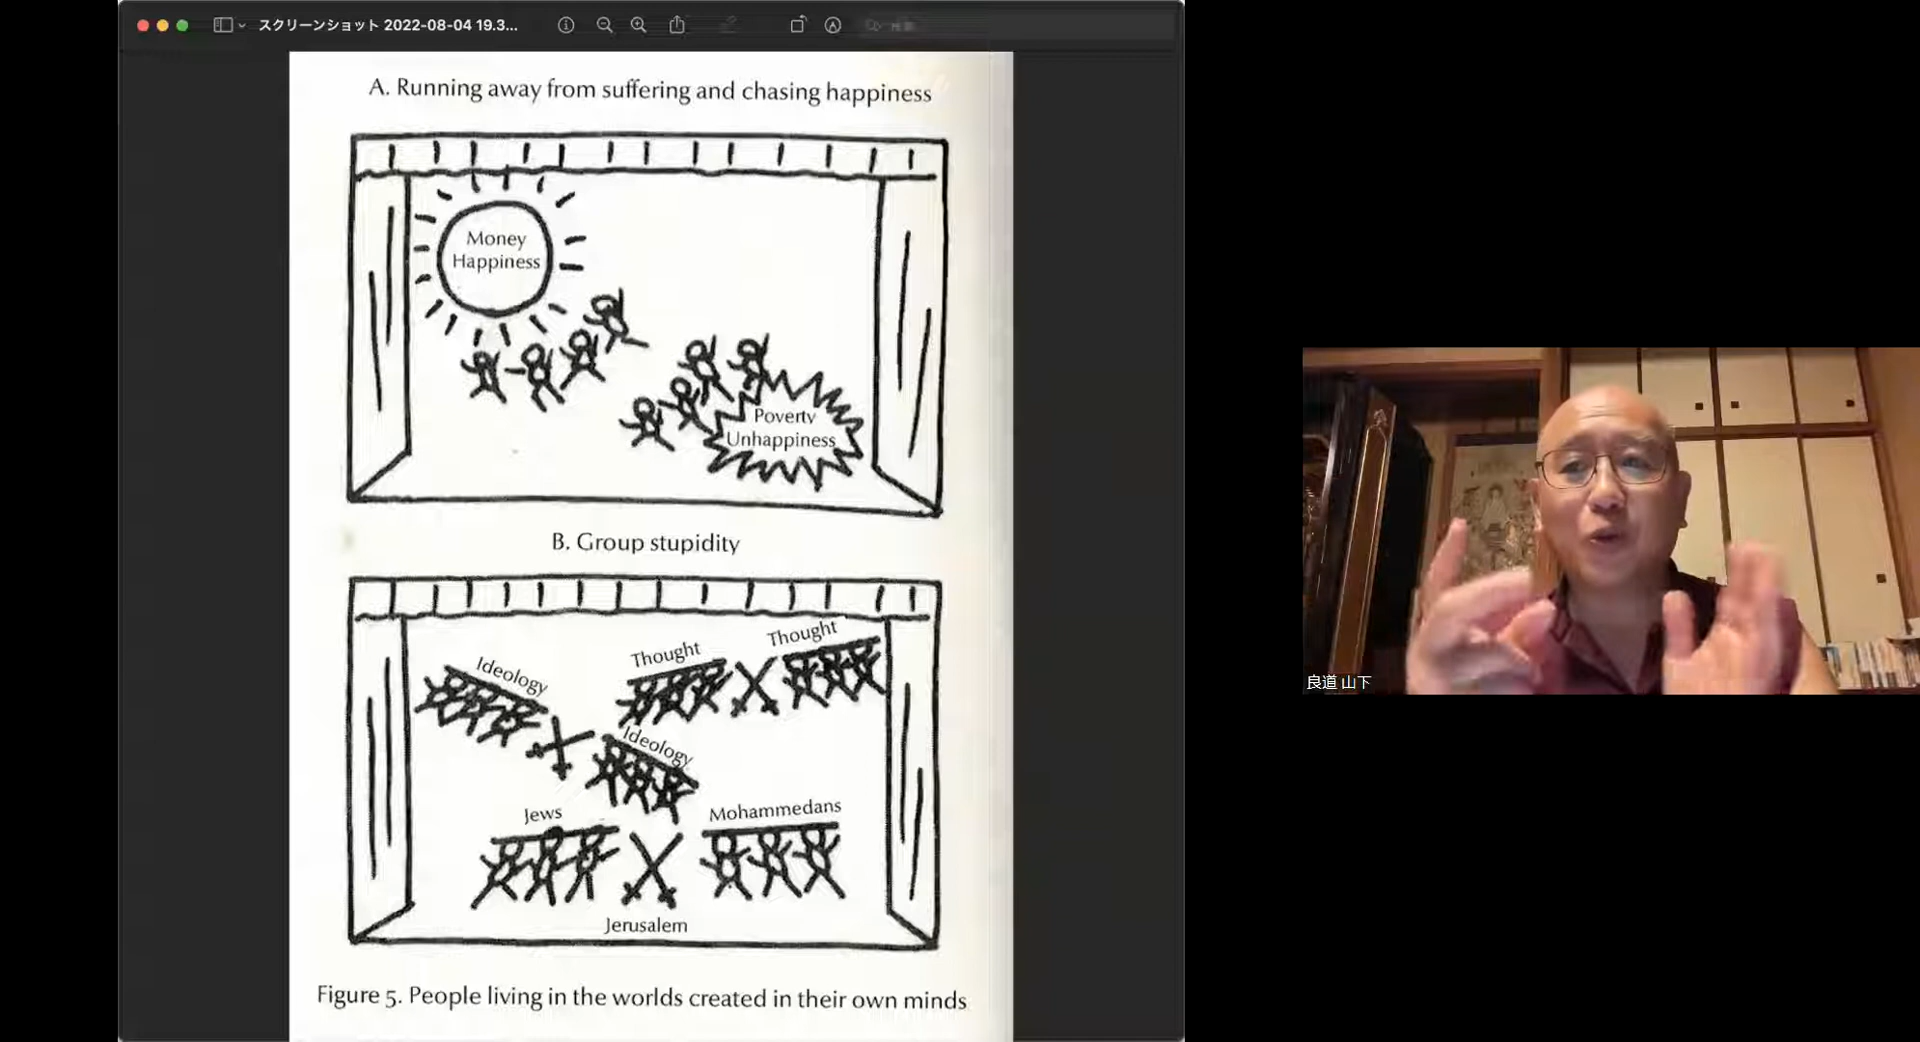 スクリーンショット 2022-08-04 19.3...
A. Running away from suffering and chasing happiness
Money
Happiness
Poverty
Unhappiness
B. Group stupidity
Ideology
Thought
Thought
Ideology
Jews
Mohammedans
Jerusalem
Figure 5. People living in the worlds created in their own minds
良道 山下